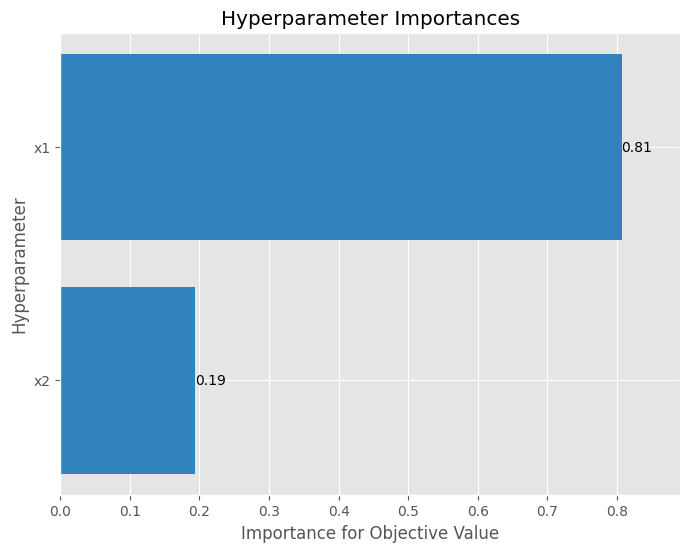 Hyperparameter Importances
Hyperparameter
x1
0.81
x2
0.19
0.0 0.1 0.2 0.3 0.4 0.5 0.6 0.7 0.8
Importance for Objective Value